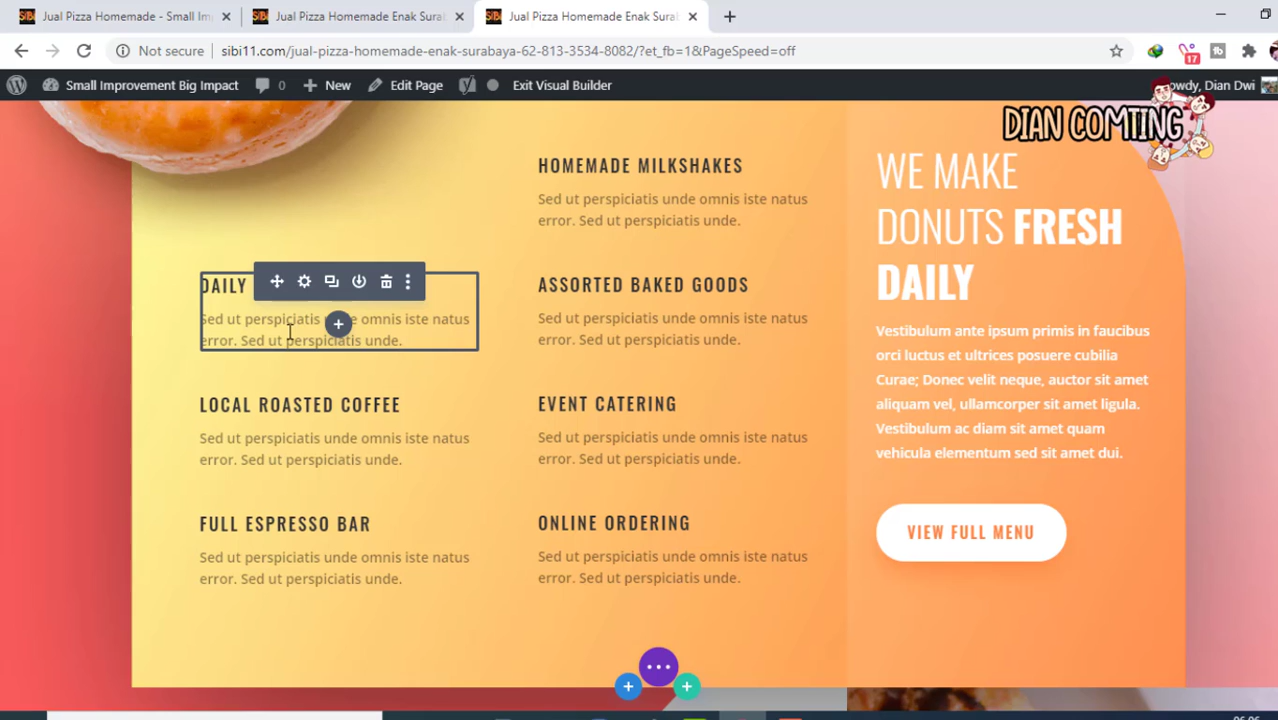 Jual Pizza Homemade - Small Im
Jual Pizza Homemade Enak Sural
Jual Pizza Homemade Enak Sural
Not secure
sibi11.com/jual-pizza-homemade-enak-surabaya-62-813-3534-8082/?et_fb=1&PageSpeed=off
17
Small Improvement Big Impact
0
New
Edit Page
Exit Visual Builder
owdy, Dian Dwi
DIAN COMTING
HOMEMADE MILKSHAKES
Sed ut perspiciatis unde omnis iste natus
error. Sed ut perspiciatis unde.
DAILY
Sed ut perspiciatis e omnis iste natus
error. Sed ut perspiciatis unde.
ASSORTED BAKED GOODS
Sed ut perspiciatis unde omnis iste natus
error. Sed ut perspiciatis unde.
LOCAL ROASTED COFFEE
Sed ut perspiciatis unde omnis iste natus
error. Sed ut perspiciatis unde.
EVENT CATERING
Sed ut perspiciatis unde omnis iste natus
error. Sed ut perspiciatis unde.
FULL ESPRESSO BAR
Sed ut perspiciatis unde omnis iste natus
error. Sed ut perspiciatis unde.
ONLINE ORDERING
Sed ut perspiciatis unde omnis iste natus
error. Sed ut perspiciatis unde.
WE MAKE
DONUTS FRESH
DAILY
Vestibulum ante ipsum primis in faucibus
orci luctus et ultrices posuere cubilia
Curae; Donec velit neque, auctor sit amet
aliquam vel, ullamcorper sit amet ligula.
Vestibulum ac diam sit amet quam
vehicula elementum sed sit amet dui.
VIEW FULL MENU